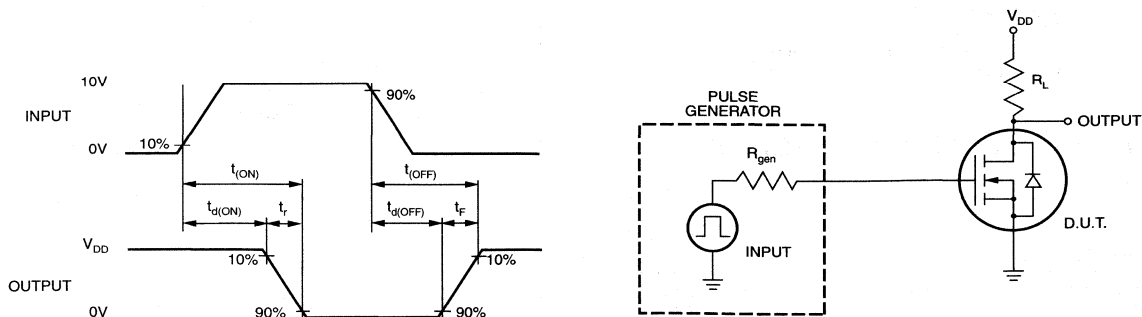 10V
INPUT
0V
10%
90%
t(ON)
t(OFF)
td(ON)
tr
td(OFF)
tF
VDD
OUTPUT
0V
10%
90%
10%
90%
VDD
RL
OUTPUT
PULSE
GENERATOR
Rgen
INPUT
D.U.T.